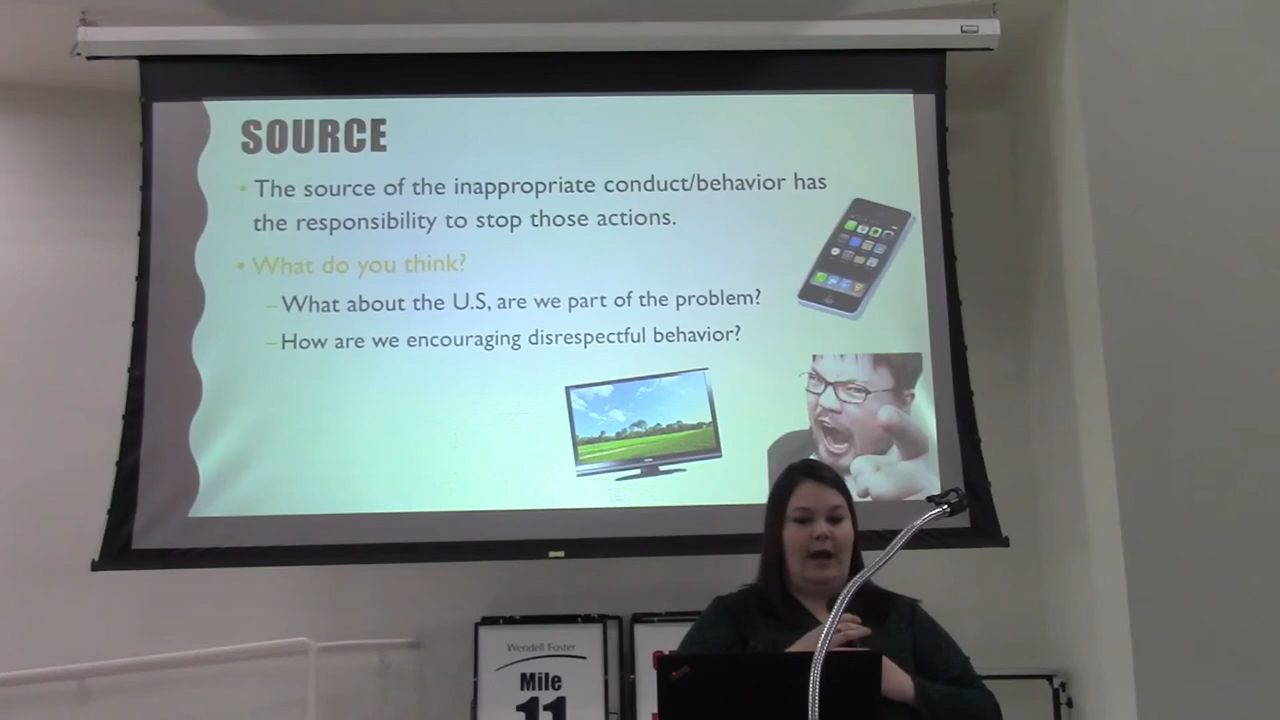 SOURCE
• The source of the inappropriate conduct/behavior has
the responsibility to stop those actions.
• What do you think?
–What about the U.S, are we part of the problem?
–How are we encouraging disrespectful behavior?
Wendell Foster
Mile
11